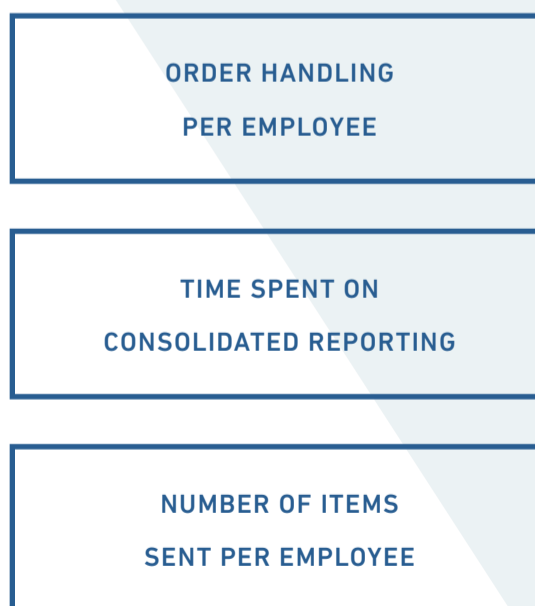 ORDER HANDLING
PER EMPLOYEE
TIME SPENT ON
CONSOLIDATED REPORTING
NUMBER OF ITEMS
SENT PER EMPLOYEE